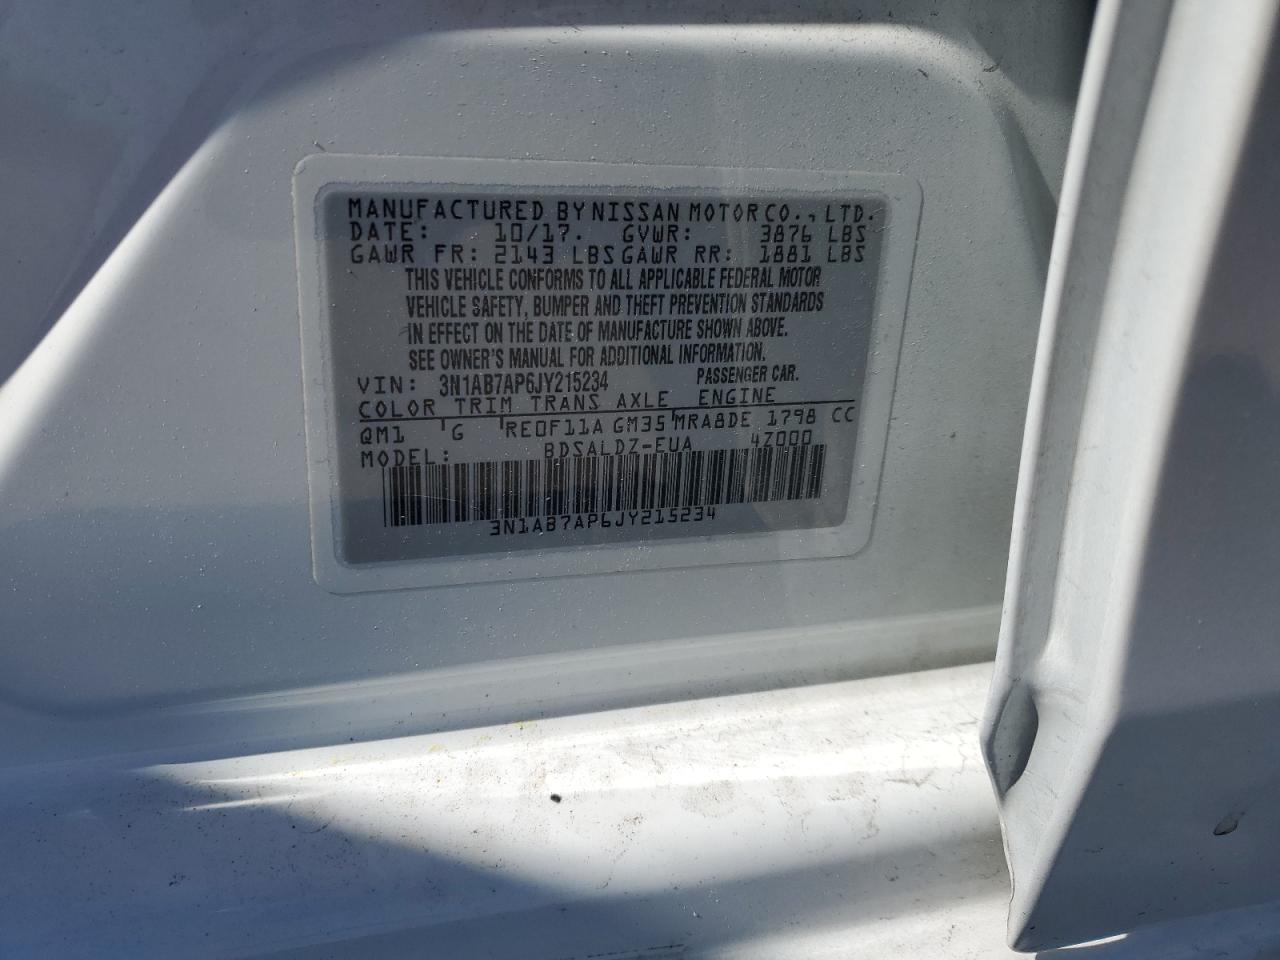 MANUFACTURED BY NISSAN MOTOR CO., LTD.
DATE: 10/17. GVWR: 3876 LBS
GAWR FR: 2143 LBS GAWR RR: 1881 LBS
THIS VEHICLE CONFORMS TO ALL APPLICABLE FEDERAL MOTOR
VEHICLE SAFETY, BUMPER AND THEFT PREVENTION STANDARDS
IN EFFECT ON THE DATE OF MANUFACTURE SHOWN ABOVE.
SEE OWNER'S MANUAL FOR ADDITIONAL INFORMATION.
VIN: 3N1AB7AP6JY215234 PASSENGER CAR.
COLOR TRIM TRANS AXLE ENGINE
QM1 'G 'RE0F11A GM35 'MRA8DE 1798 CC
MODEL: BDSALDZ-EUA 4Z000
3N1AB7AP6JY215234